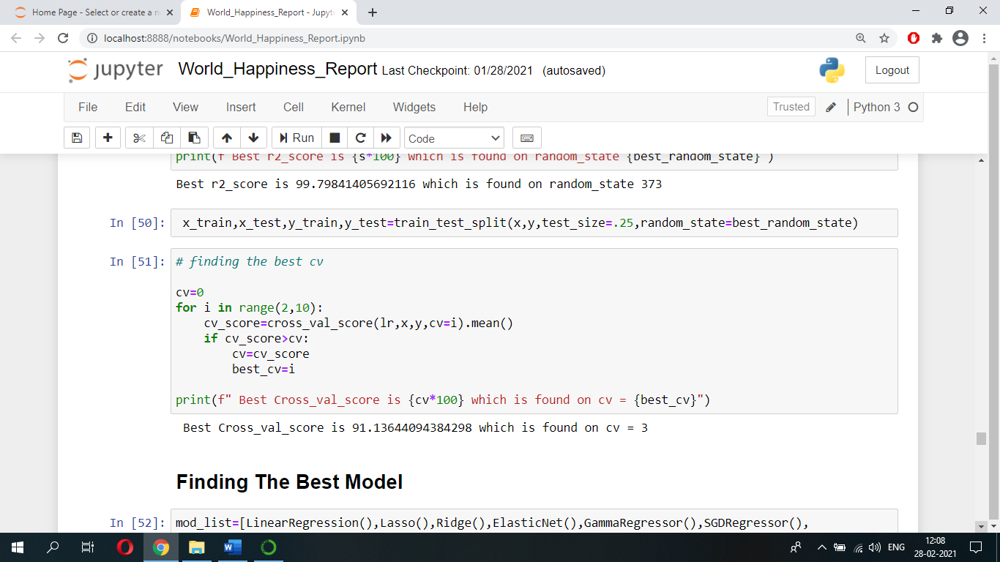 Home Page - Select or create a n
World_Happiness_Report - Jupyte
localhost:8888/notebooks/World_Happiness_Report.ipynb
jupyter World_Happiness_Report Last Checkpoint: 01/28/2021 (autosaved)
Logout
File Edit View Insert Cell Kernel Widgets Help
Trusted
Python 3
Run
Code
print(f Best r2_score is {s*100} which is found on random_state {best_random_state} )
Best r2_score is 99.79841405692116 which is found on random_state 373
In [50]: x_train,x_test,y_train,y_test=train_test_split(x,y,test_size=.25,random_state=best_random_state)
In [51]: # finding the best cv
cv=0
for i in range(2,10):
    cv_score=cross_val_score(lr,x,y,cv=i).mean()
    if cv_score>cv:
        cv=cv_score
        best_cv=i
print(f" Best Cross_val_score is {cv*100} which is found on cv = {best_cv}")
Best Cross_val_score is 91.13644094384298 which is found on cv = 3
Finding The Best Model
In [52]: mod_list=[LinearRegression(),Lasso(),Ridge(),ElasticNet(),GammaRegressor(),SGDRegressor(),
ENG
12:08
28-02-2021